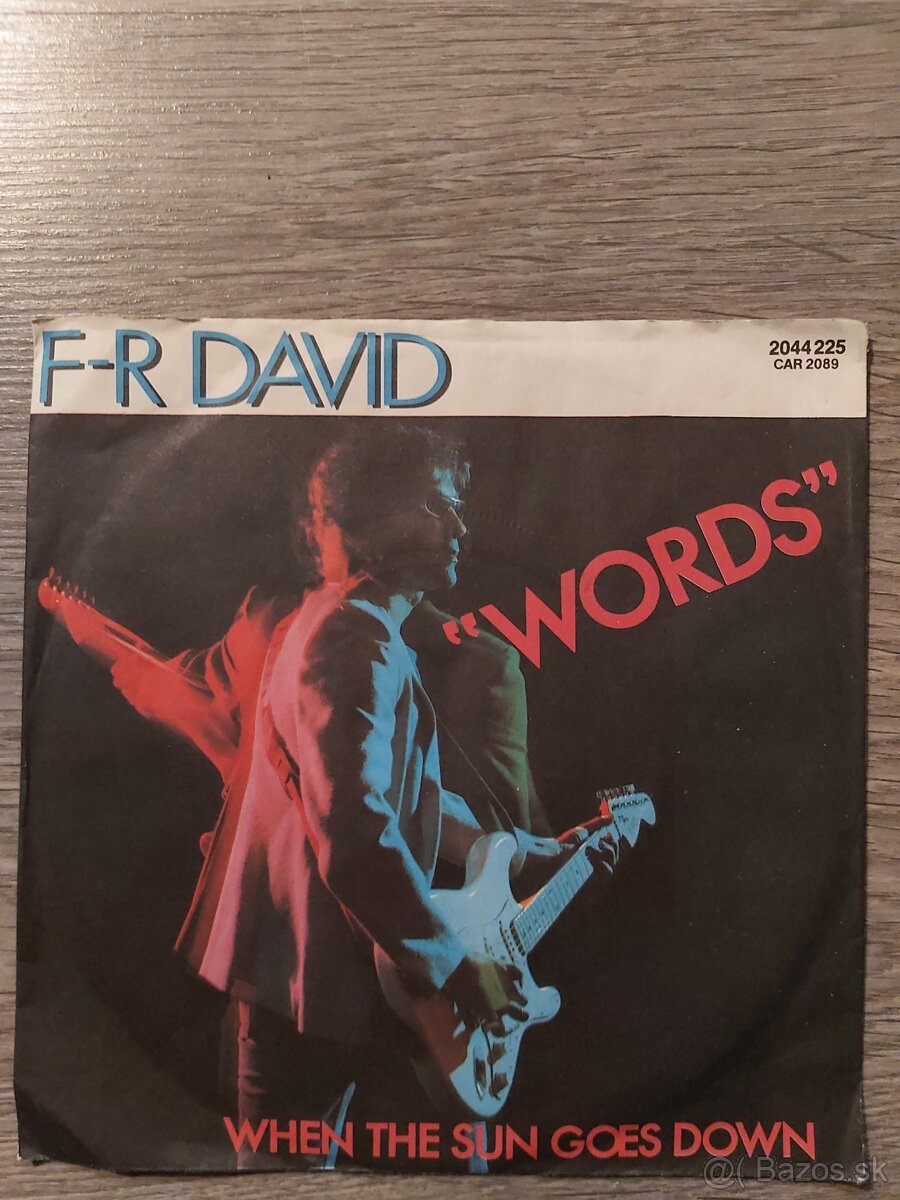 F-R DAVID
2044 225
CAR 2089
"WORDS"
WHEN THE SUN GOES DOWN
@( Bazos.sk